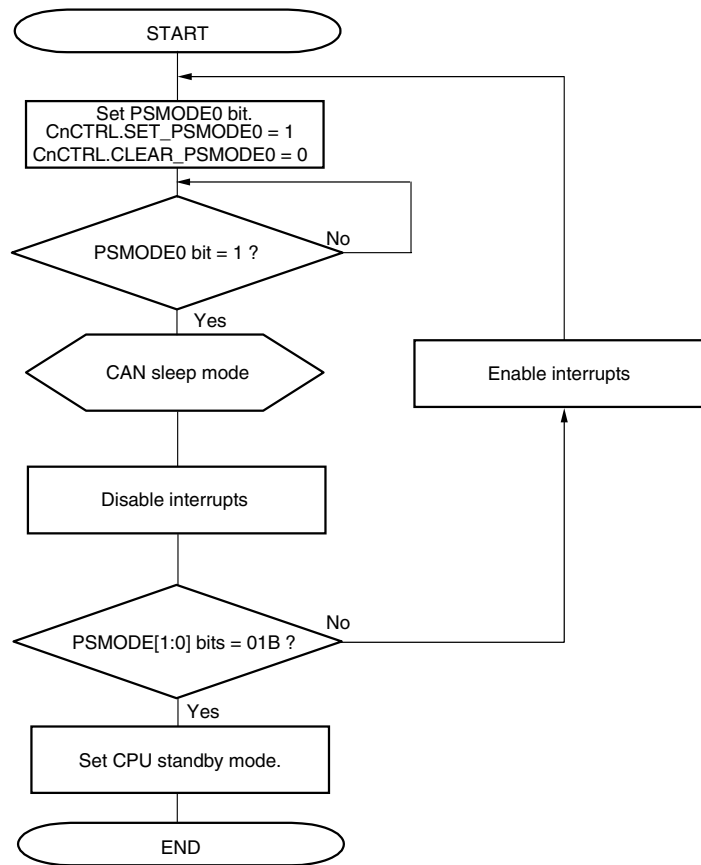 START
Set PSMODE0 bit.
CnCTRL.SET_PSMODE0 = 1
CnCTRL.CLEAR_PSMODE0 = 0
No
PSMODE0 bit = 1 ?
Yes
CAN sleep mode
Enable interrupts
Disable interrupts
No
PSMODE[1:0] bits = 01B ?
Yes
Set CPU standby mode.
END